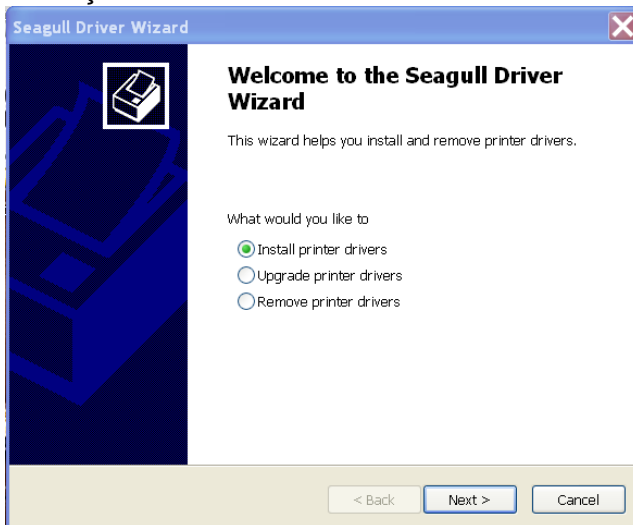 Seagull Driver Wizard
Welcome to the Seagull Driver
Wizard
This wizard helps you install and remove printer drivers.
What would you like to
Install printer drivers
Upgrade printer drivers
Remove printer drivers
< Back
Next >
Cancel